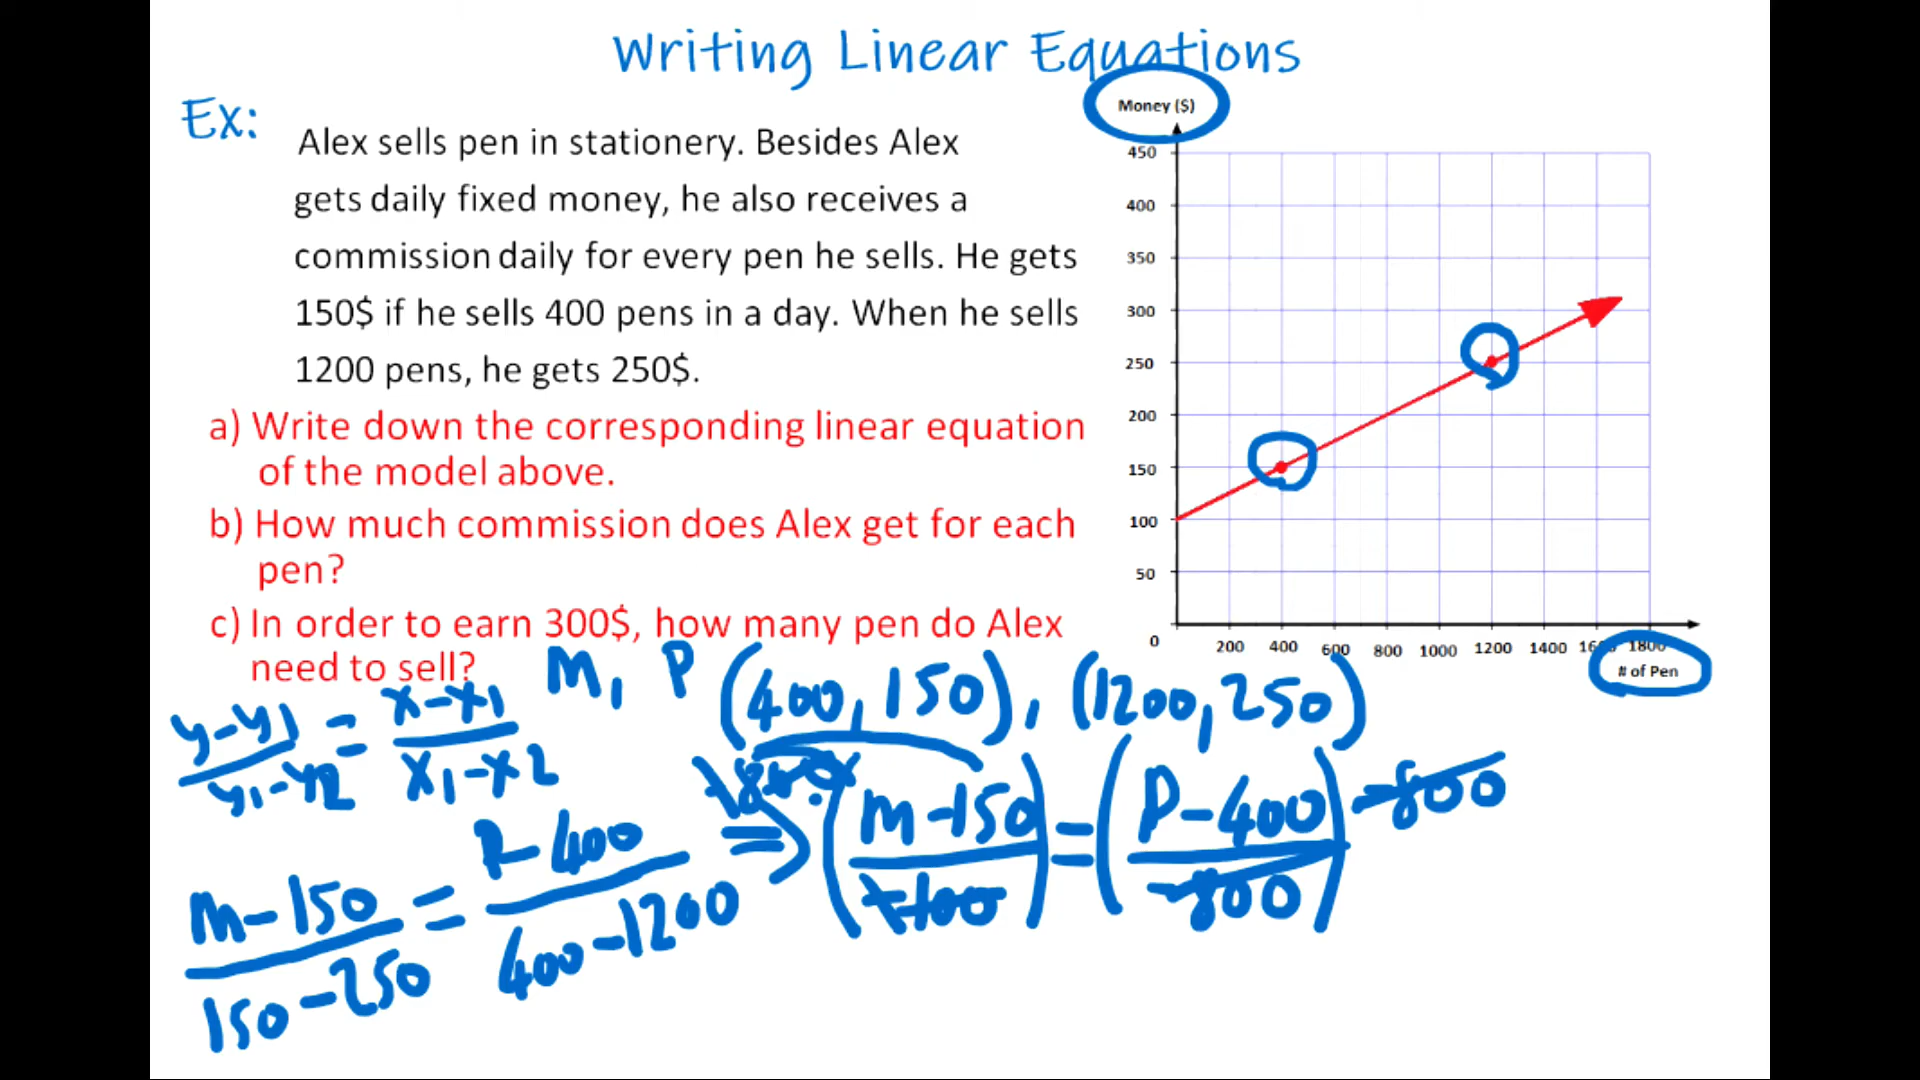 Writing Linear Equations
Ex:
Alex sells pen in stationery. Besides Alex
gets daily fixed money, he also receives a
commission daily for every pen he sells. He gets
150$ if he sells 400 pens in a day. When he sells
1200 pens, he gets 250$.
a) Write down the corresponding linear equation
of the model above.
b) How much commission does Alex get for each
pen?
c) In order to earn 300$, how many pen do Alex
need to sell?
Money ($)
450
400
350
300
250
200
150
100
50
0
200 400 600 800 1000 1200 1400 1600 1800
# of Pen
M, P (400,150), (1200,250)
y-y1 = x-x1
y1-y2 x1-x2
m-150 = P-400
150-250 400-1200
=> (m-150) = (P-400) -800
-100 -800